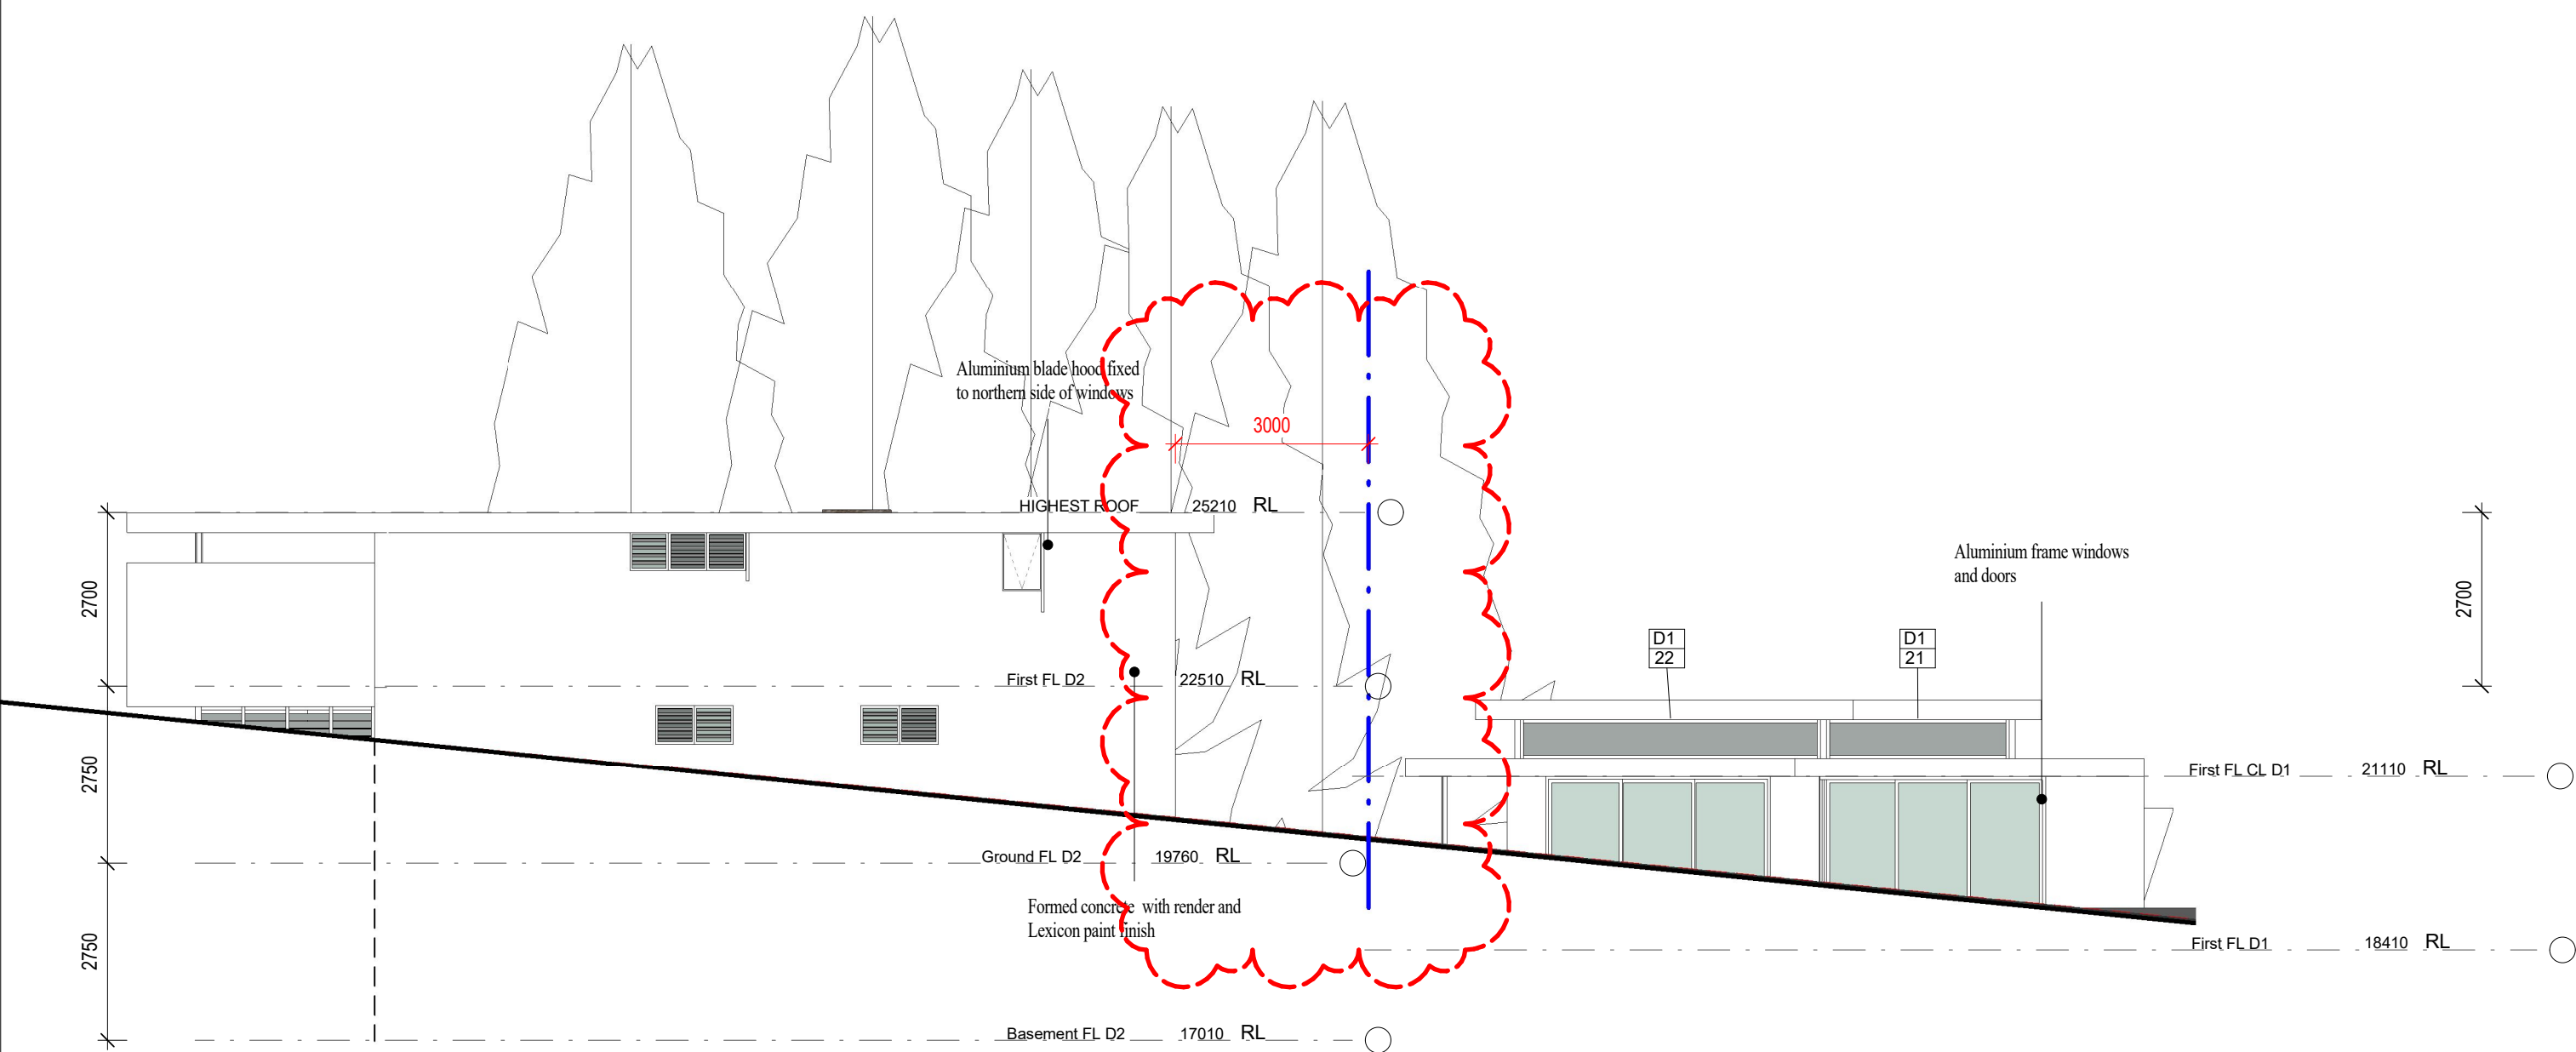 Aluminium blade hood fixed
to northern side of windows
3000
HIGHEST ROOF 25210 RL
Aluminium frame windows
and doors
2700
2700
D1
22
D1
21
First FL D2 22510 RL
2750
First FL CL D1 21110 RL
Ground FL D2 19760 RL
Formed concrete with render and
Lexicon paint finish
2750
First FL D1 18410 RL
Basement FL D2 17010 RL